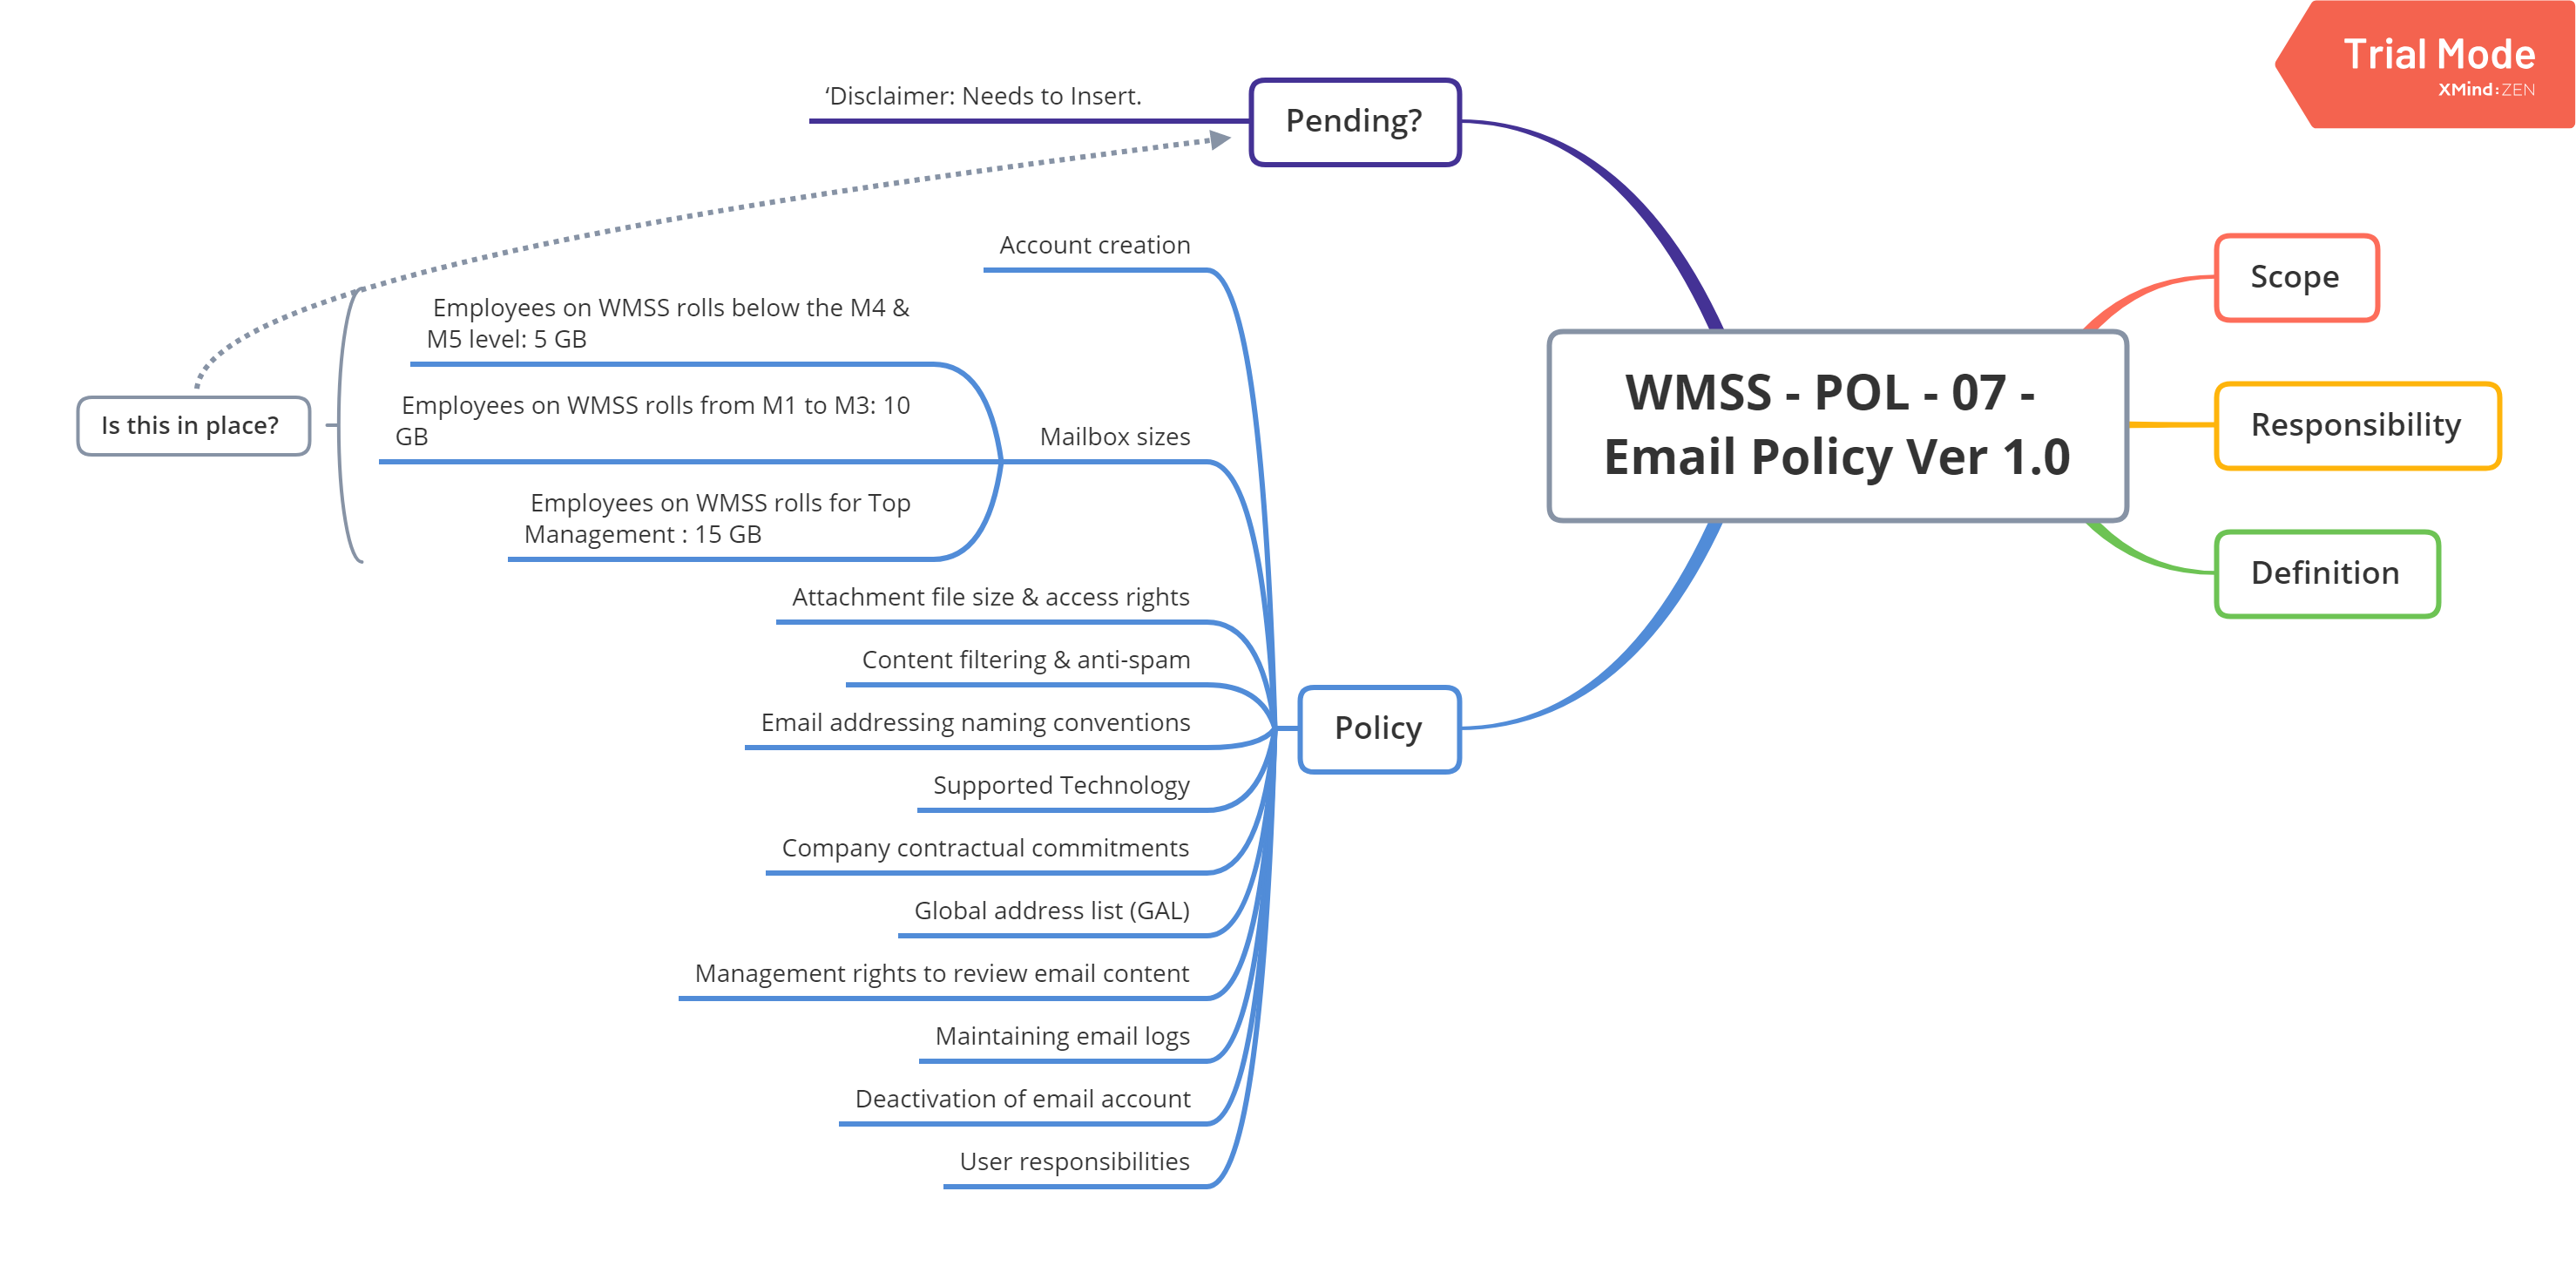 Trial Mode
XMind:ZEN
‘Disclaimer: Needs to Insert.
Pending?
Account creation
Employees on WMSS rolls below the M4 &
M5 level: 5 GB
Employees on WMSS rolls from M1 to M3: 10
GB
Employees on WMSS rolls for Top
Management : 15 GB
Mailbox sizes
Is this in place?
Attachment file size & access rights
Content filtering & anti-spam
Email addressing naming conventions
Supported Technology
Company contractual commitments
Global address list (GAL)
Management rights to review email content
Maintaining email logs
Deactivation of email account
User responsibilities
Policy
WMSS - POL - 07 -
Email Policy Ver 1.0
Scope
Responsibility
Definition